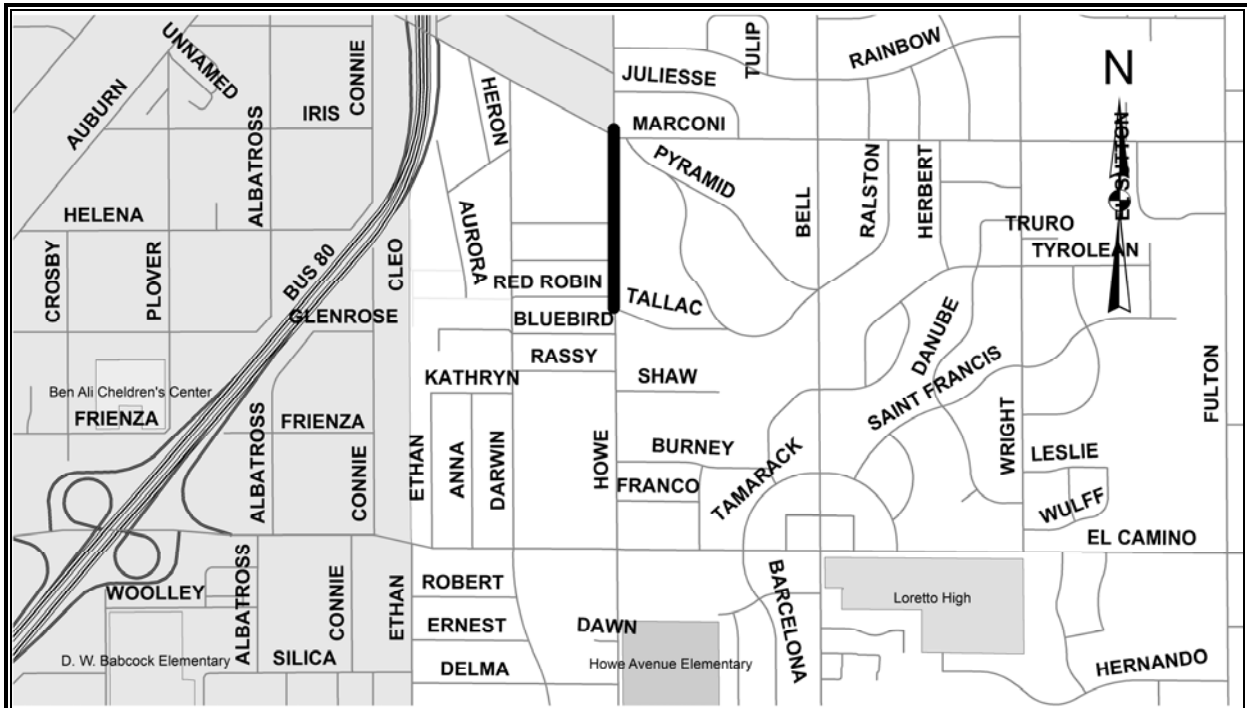 UNNAMED
AUBURN
CONNIE
IRIS
ALBATROSS
HERON
JULIESSE
TULIP
RAINBOW
N
MARCONI
PYRAMID
BELL
RALSTON
HERBERT
HELENA
AURORA
CLEO
TRURO
TYROLEAN
CROSBY
PLOVER
BUS 80
RED ROBIN
TALLAC
GLENROSE
BLUEBIRD
DANUBE
RASSY
KATHRYN
SHAW
SAINT FRANCIS
FULTON
Ben Ali Cheldren's Center
FRIENZA
ALBATROSS
FRIENZA
CONNIE
ETHAN
ANNA
DARWIN
HOWE
BURNEY
FRANCO
TAMARACK
WRIGHT
LESLIE
WULFF
EL CAMINO
WOOLLEY
ALBATROSS
CONNIE
ETHAN
ROBERT
BARCELONA
Loretto High
ERNEST
DAWN
D. W. Babcock Elementary
SILICA
DELMA
Howe Avenue Elementary
HERNANDO